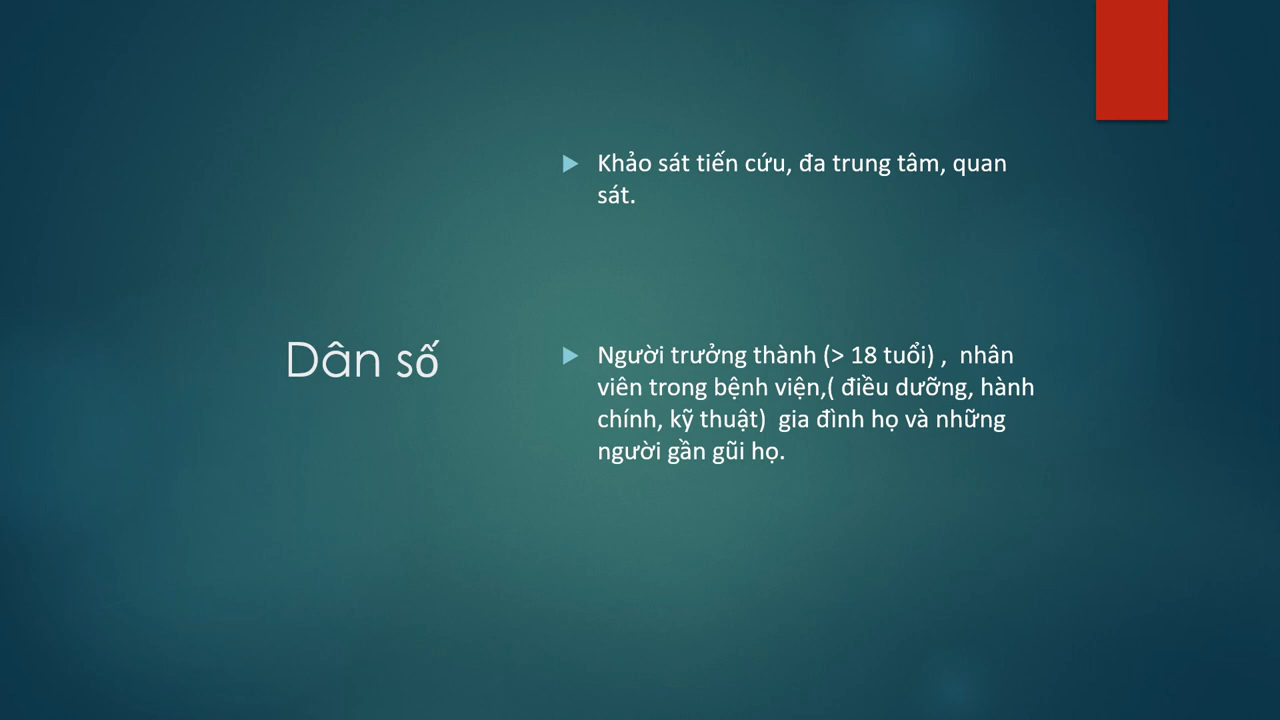 Dân số
Khảo sát tiến cứu, đa trung tâm, quan
sát.
Người trưởng thành (> 18 tuổi) ,  nhân
viên trong bệnh viện,( điều dưỡng, hành
chính, kỹ thuật)  gia đình họ và những
người gần gũi họ.